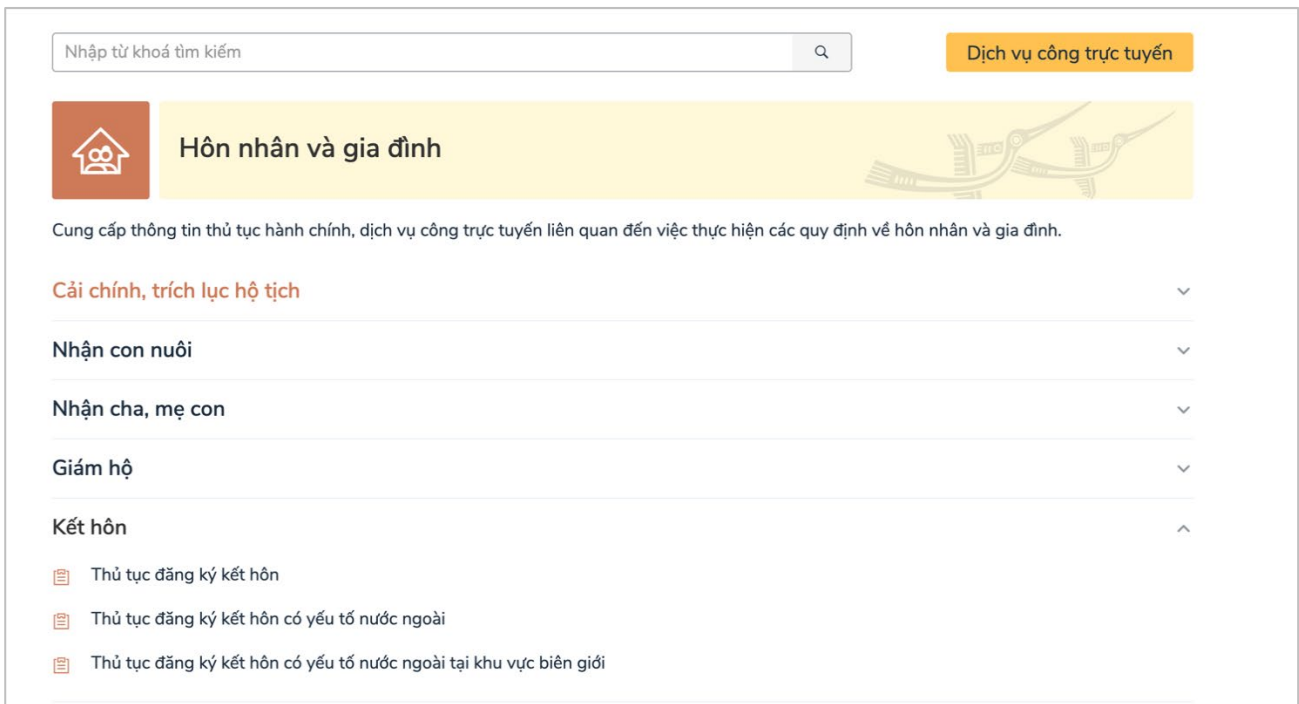 Nhập từ khoá tìm kiếm
Dịch vụ công trực tuyến
Hôn nhân và gia đình
Cung cấp thông tin thủ tục hành chính, dịch vụ công trực tuyến liên quan đến việc thực hiện các quy định về hôn nhân và gia đình.
Cải chính, trích lục hộ tịch
Nhận con nuôi
Nhận cha, mẹ con
Giám hộ
Kết hôn
Thủ tục đăng ký kết hôn
Thủ tục đăng ký kết hôn có yếu tố nước ngoài
Thủ tục đăng ký kết hôn có yếu tố nước ngoài tại khu vực biên giới